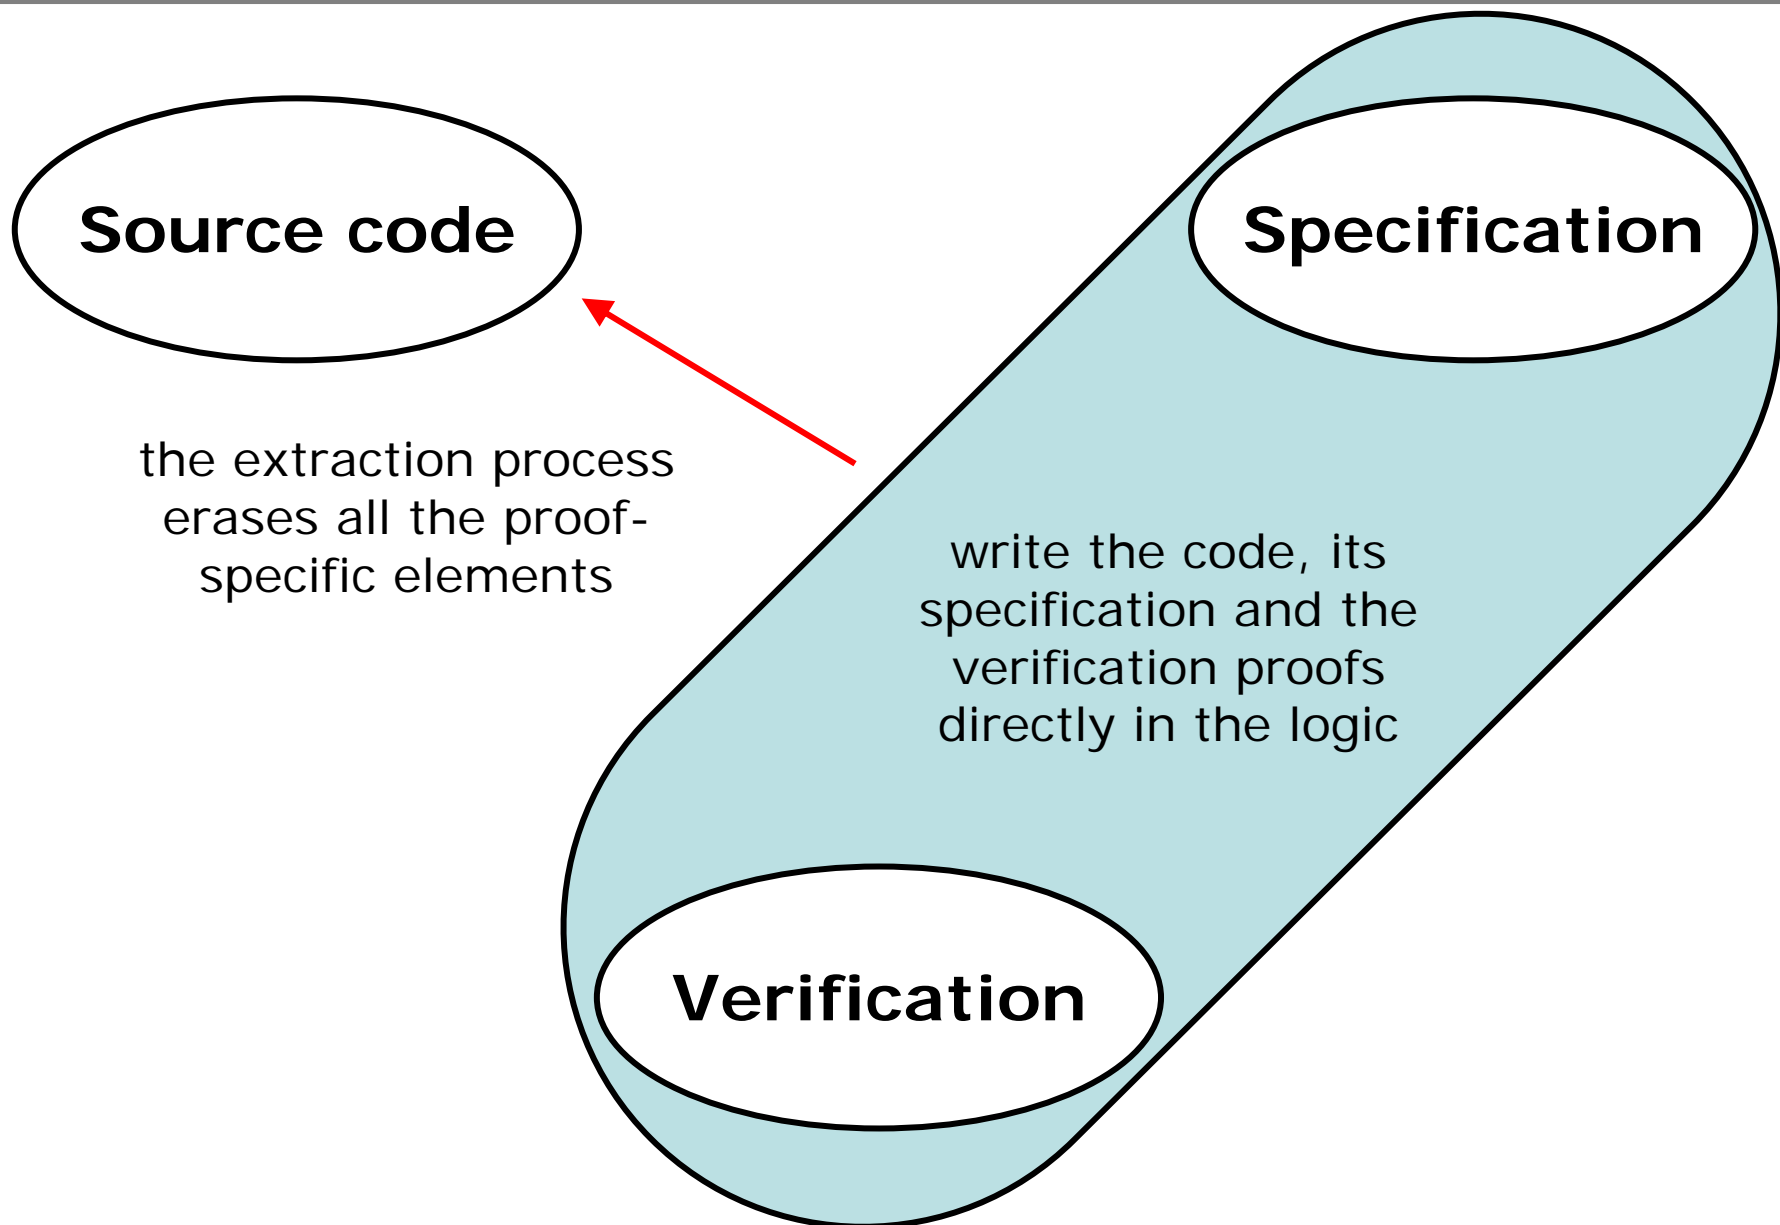 Source code
Specification
the extraction process
erases all the proof-
specific elements
write the code, its
specification and the
verification proofs
directly in the logic
Verification